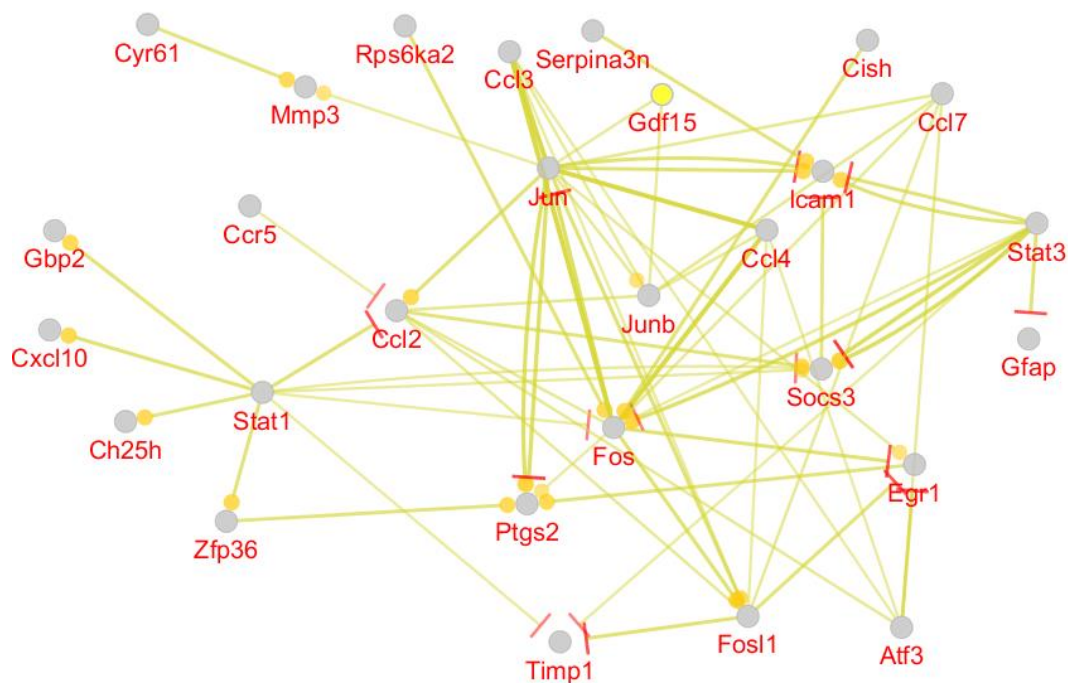 Cyr61
Rps6ka2
Ccl3
Serpina3n
Cish
Mmp3
Gdf15
Ccl7
Jun
Icam1
Ccr5
Gbp2
Ccl4
Stat3
Junb
Ccl2
Cxcl10
Gfap
Stat1
Socs3
Ch25h
Fos
Egr1
Zfp36
Ptgs2
Fosl1
Atf3
Timp1